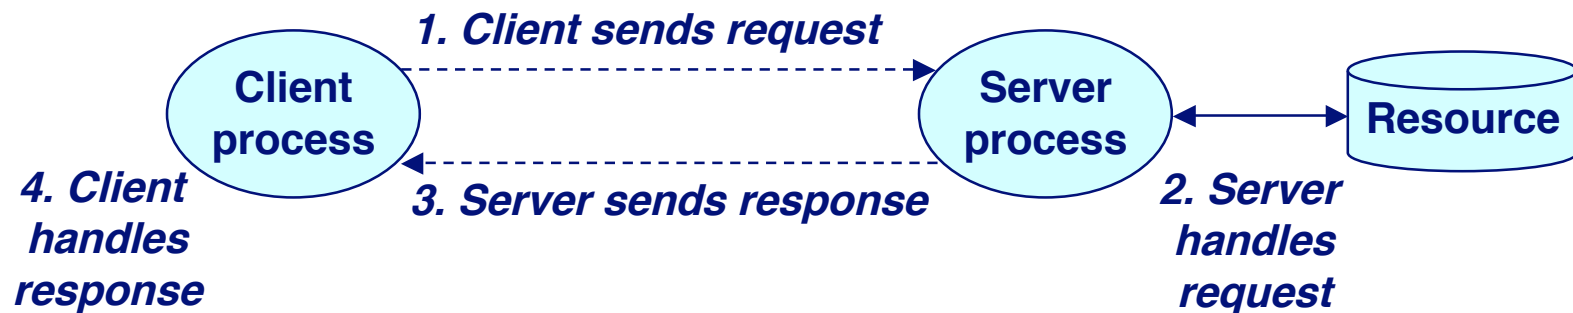 1. Client sends request
Client
process
Server
process
Resource
3. Server sends response
4. Client
handles
response
2. Server
handles
request